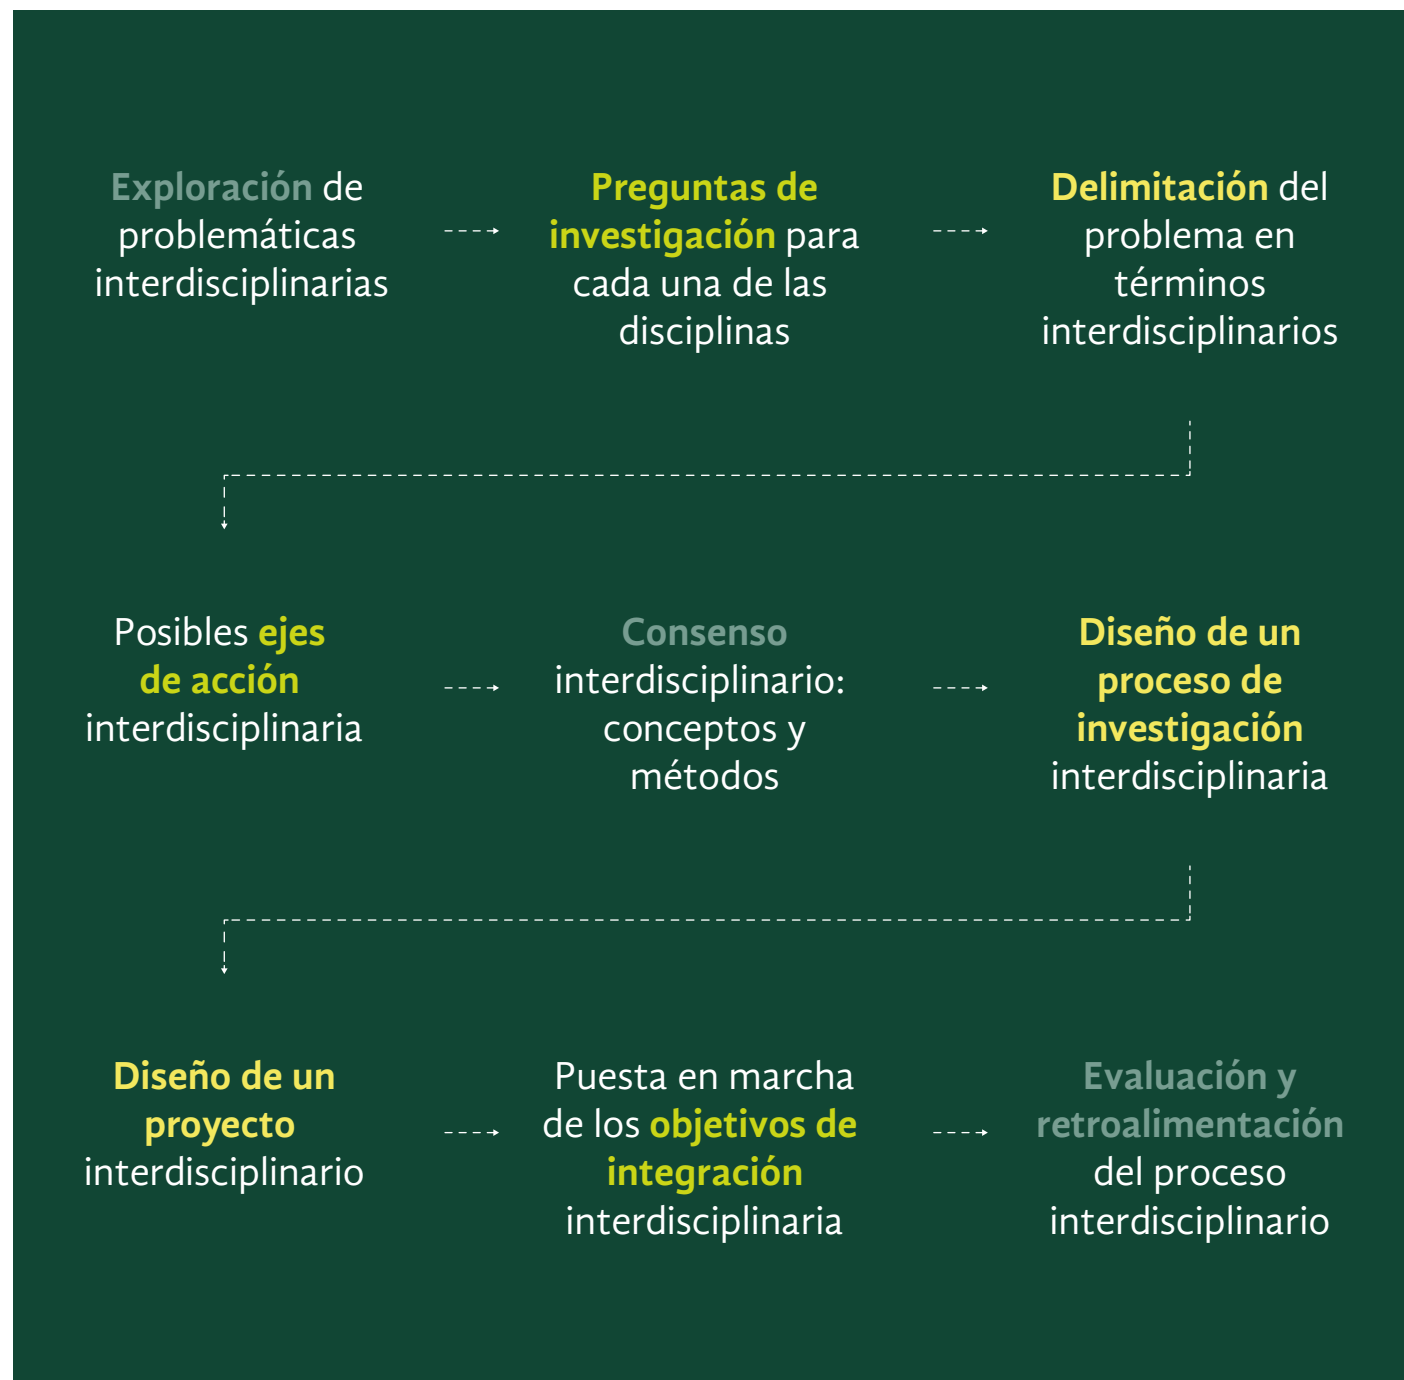 Exploración de
problemáticas
interdisciplinarias
Preguntas de
investigación para
cada una de las
disciplinas
Delimitación del
problema en
términos
interdisciplinarios
Posibles ejes
de acción
interdisciplinaria
Consenso
interdisciplinario:
conceptos y
métodos
Diseño de un
proceso de
investigación
interdisciplinaria
Diseño de un
proyecto
interdisciplinario
Puesta en marcha
de los objetivos de
integración
interdisciplinaria
Evaluación y
retroalimentación
del proceso
interdisciplinario